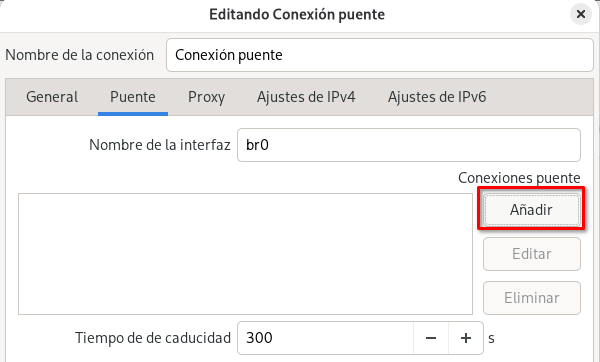 Editando Conexión puente
Nombre de la conexión Conexión puente
General Puente Proxy Ajustes de IPv4 Ajustes de IPv6
Nombre de la interfaz br0
Conexiones puente
Añadir
Editar
Eliminar
Tiempo de de caducidad 300 − + s